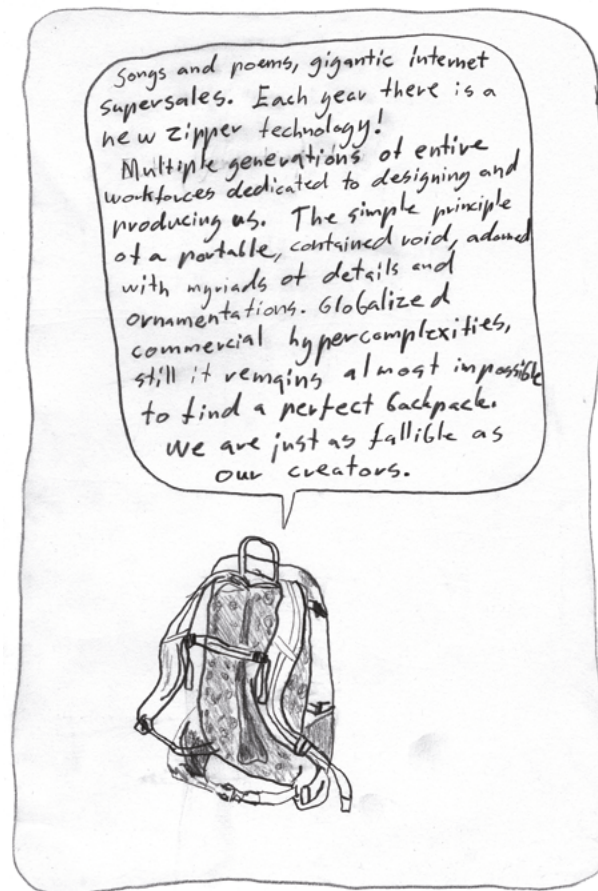 Songs and poems, gigantic internet
supersales. Each year there is a
new zipper technology!
Multiple generations of entire
workforces dedicated to designing and
producing us. The simple principle
of a portable, contained void, adorned
with myriads of details and
ornamentations. Globalized
commercial hypercomplexities,
still it remains almost impossible
to find a perfect backpack.
We are just as fallible as
our creators.